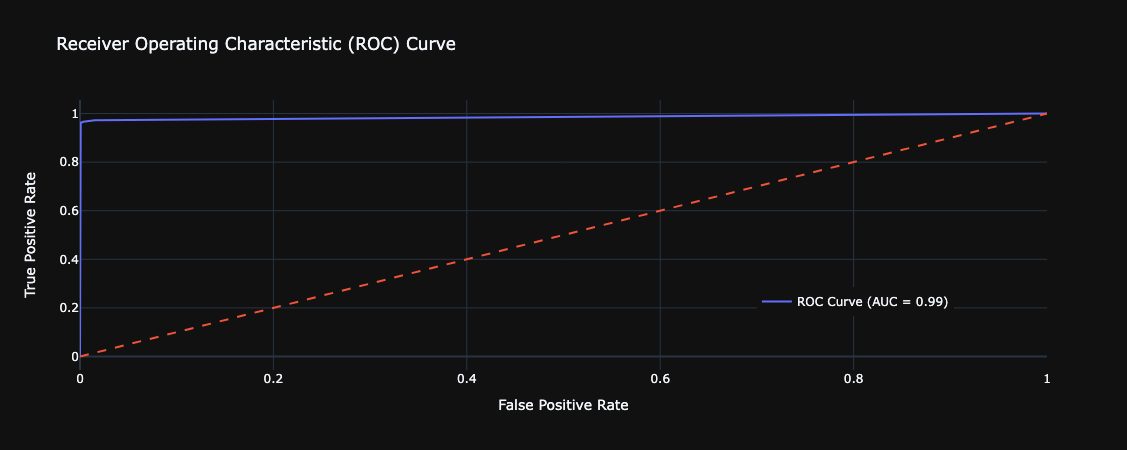 Receiver Operating Characteristic (ROC) Curve
True Positive Rate
1
0.8
0.6
0.4
0.2
0
ROC Curve (AUC = 0.99)
0 0.2 0.4 0.6 0.8 1
False Positive Rate